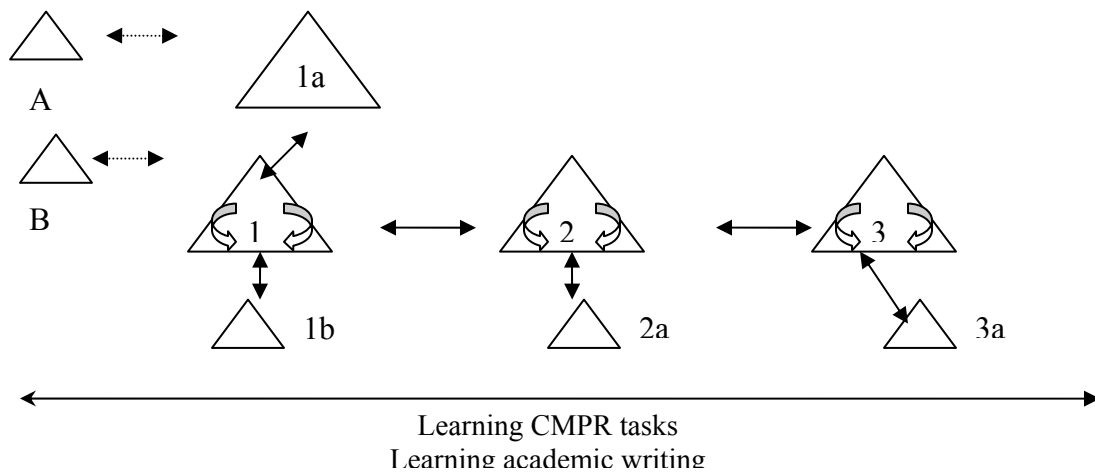 1a
A
B
1
2
3
1b
2a
3a
Learning CMPR tasks
Learning academic writing